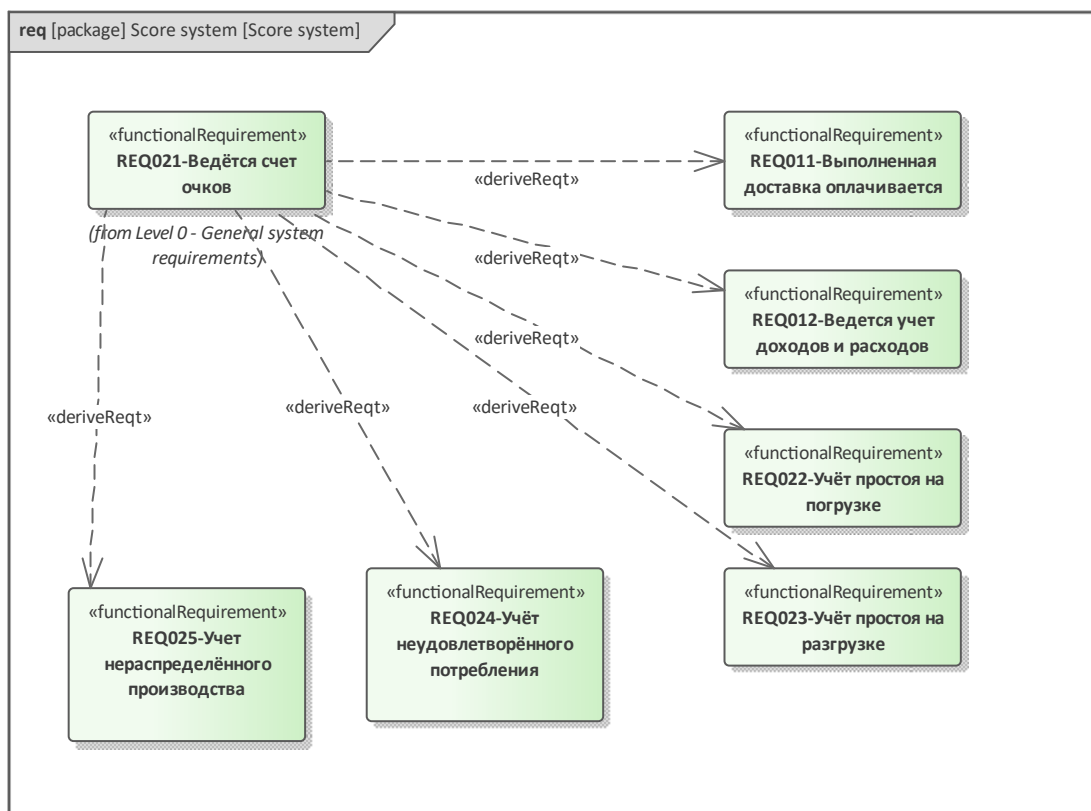 req [package] Score system [Score system]
«functionalRequirement»
REQ021-Ведётся счет
очков
(from Level 0 - General system
requirements)
«functionalRequirement»
REQ011-Выполненная
доставка оплачивается
«deriveReqt»
«deriveReqt»
«functionalRequirement»
REQ012-Ведется учет
доходов и расходов
«deriveReqt»
«deriveReqt»
«deriveReqt»
«deriveReqt»
«functionalRequirement»
REQ022-Учёт простоя на
погрузке
«functionalRequirement»
REQ025-Учет
нераспределённого
производства
«functionalRequirement»
REQ024-Учёт
неудовлетворённого
потребления
«functionalRequirement»
REQ023-Учёт простоя на
разгрузке